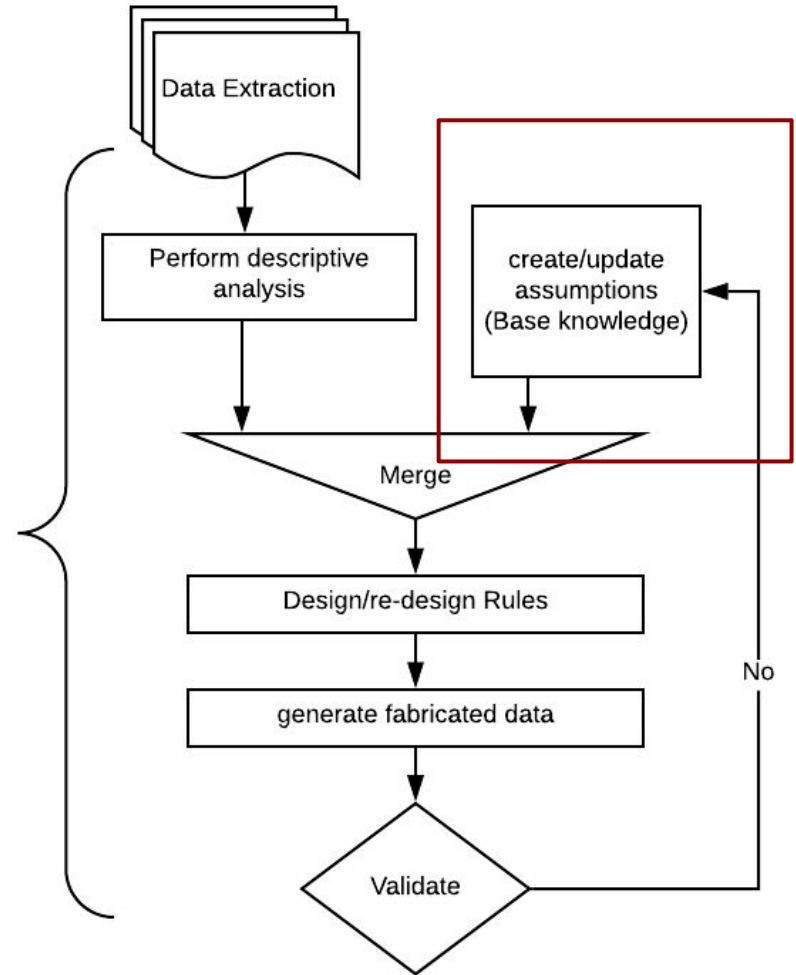 Data Extraction
Perform descriptive
analysis
create/update
assumptions
(Base knowledge)
Merge
Design/re-design Rules
generate fabricated data
No
Validate